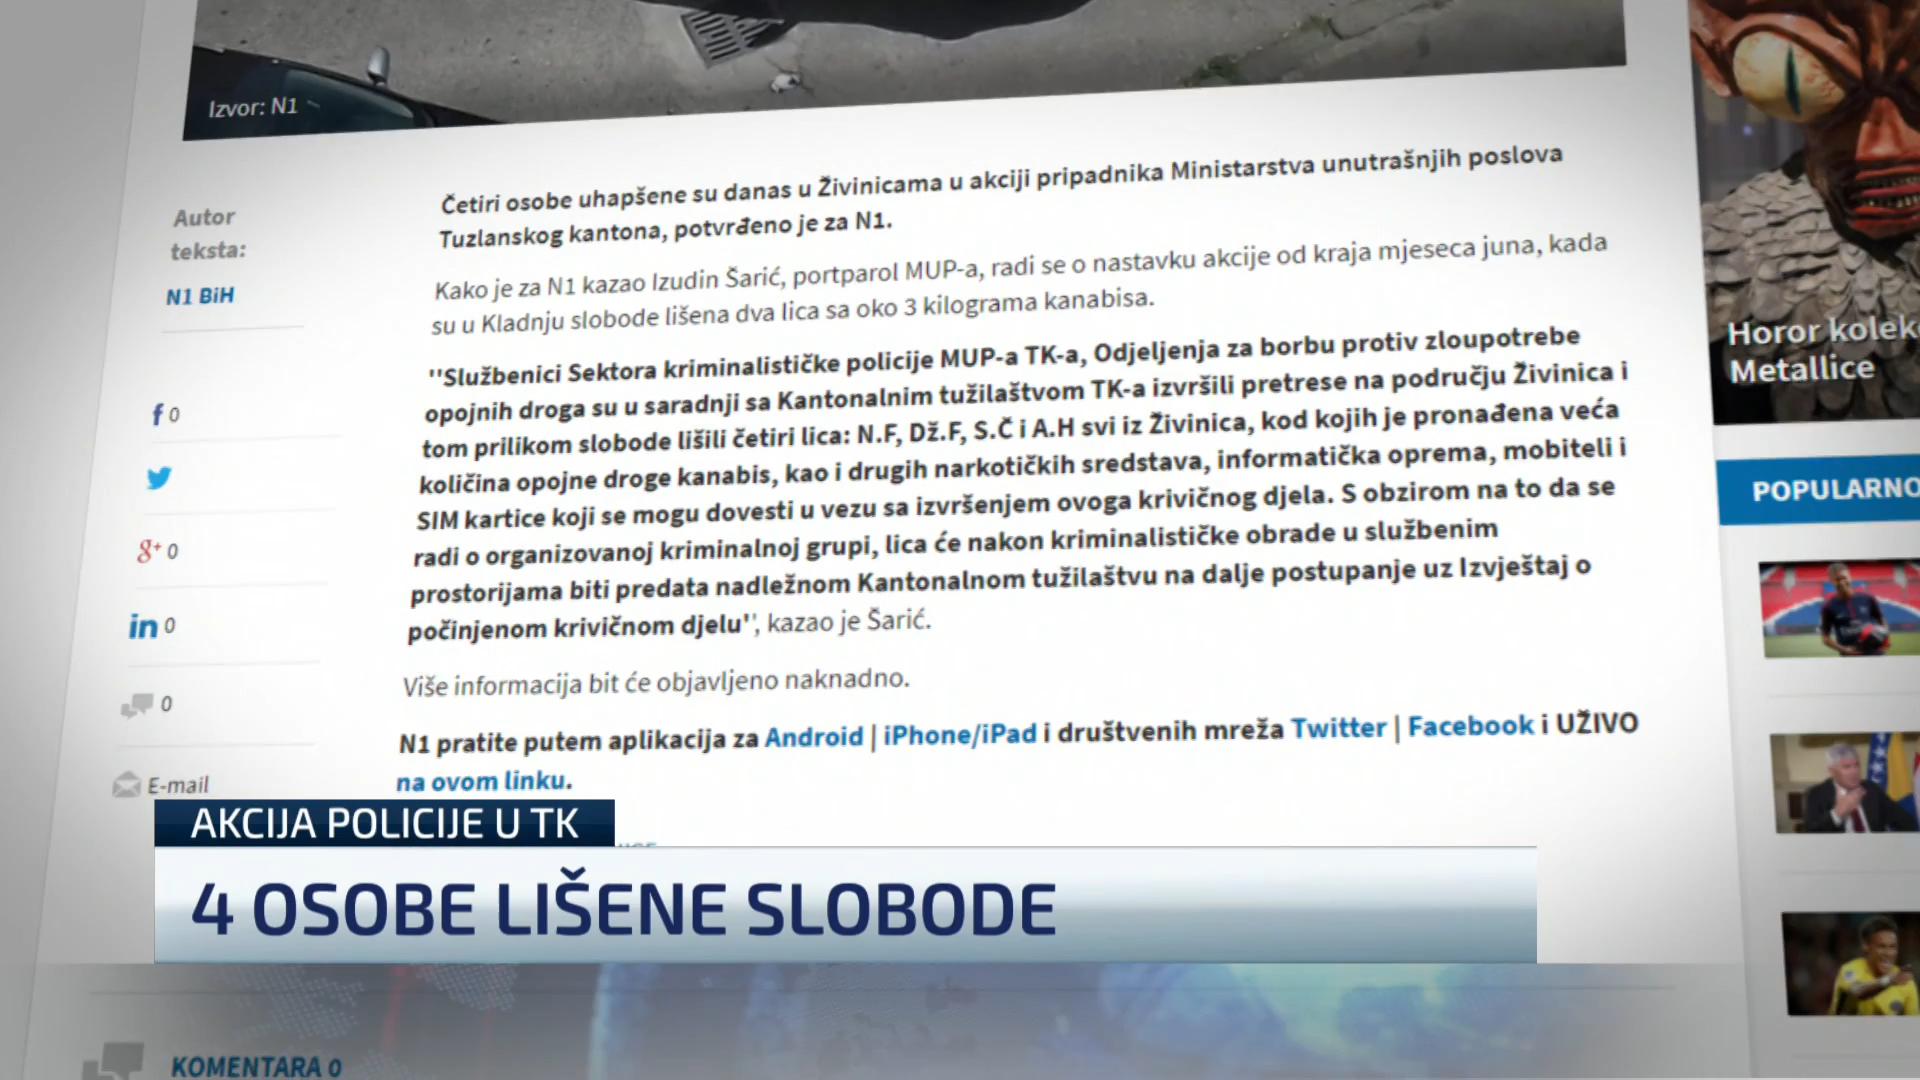 Izvor: N1
Autor
teksta:
N1 BiH
0
0
0
0
E-mail
Četiri osobe uhapšene su danas u Živinicama u akciji pripadnika Ministarstva unutrašnjih poslova
Tuzlanskog kantona, potvrđeno je za N1.
Kako je za N1 kazao Izudin Šarić, portparol MUP-a, radi se o nastavku akcije od kraja mjeseca juna, kada
su u Kladnju slobode lišena dva lica sa oko 3 kilograma kanabisa.
''Službenici Sektora kriminalističke policije MUP-a TK-a, Odjeljenja za borbu protiv zloupotrebe
opojnih droga su u saradnji sa Kantonalnim tužilaštvom TK-a izvršili pretrese na području Živinica i
tom prilikom slobode lišili četiri lica: N.F, Dž.F, S.Č i A.H svi iz Živinica, kod kojih je pronađena veća
količina opojne droge kanabis, kao i drugih narkotičkih sredstava, informatička oprema, mobiteli i
SIM kartice koji se mogu dovesti u vezu sa izvršenjem ovoga krivičnog djela. S obzirom na to da se
radi o organizovanoj kriminalnoj grupi, lica će nakon kriminalističke obrade u službenim
prostorijama biti predata nadležnom Kantonalnom tužilaštvu na dalje postupanje uz Izvještaj o
počinjenom krivičnom djelu'', kazao je Šarić.
Više informacija bit će objavljeno naknadno.
N1 pratite putem aplikacija za Android | iPhone/iPad i društvenih mreža Twitter | Facebook i UŽIVO
na ovom linku.
Horor kolek
Metallice
POPULARNO
AKCIJA POLICIJE U TK
4 OSOBE LIŠENE SLOBODE
KOMENTARA 0